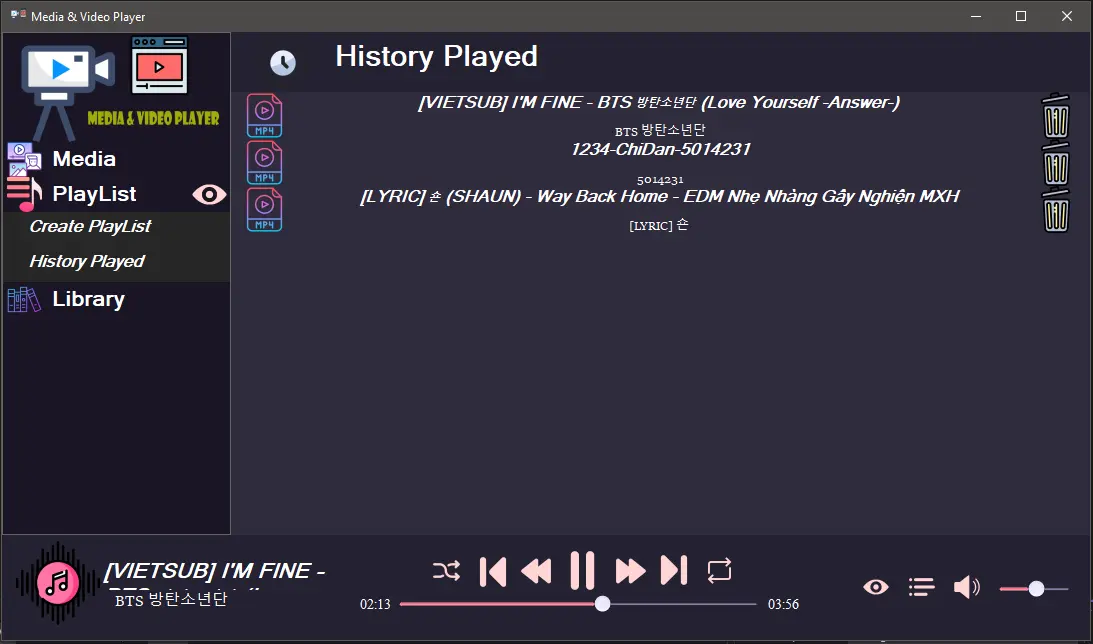 Media & Video Player
MEDIA & VIDEO PLAYER
Media
PlayList
Create PlayList
History Played
Library
History Played
MP4
[VIETSUB] I'M FINE - BTS 방탄소년단 (Love Yourself -Answer-)
BTS 방탄소년단
MP4
1234-ChiDan-5014231
5014231
MP4
[LYRIC] 숀 (SHAUN) - Way Back Home - EDM Nhẹ Nhàng Gây Nghiện MXH
[LYRIC] 숀
[VIETSUB] I'M FINE -
BTS 방탄소년단
02:13
03:56